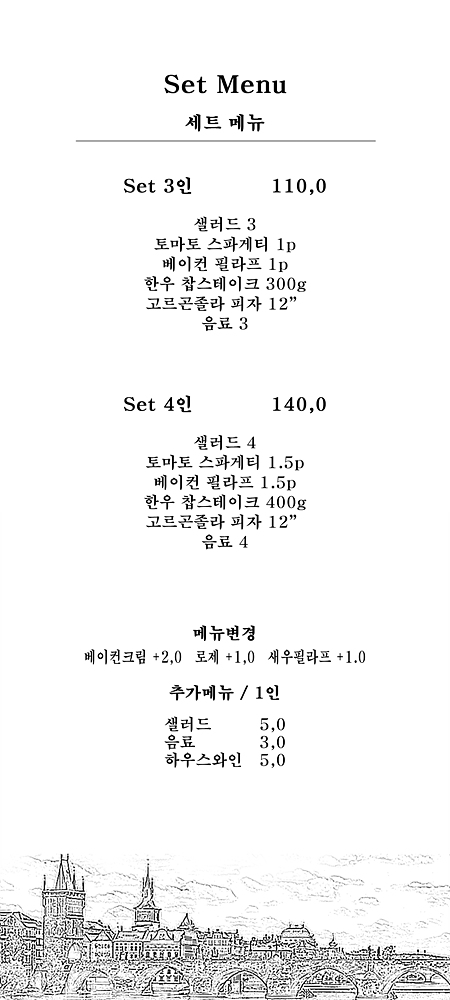 Set Menu
세트 메뉴
Set 3인 110,0
샐러드 3
토마토 스파게티 1p
베이컨 필라프 1p
한우 찹스테이크 300g
고르곤졸라 피자 12”
음료 3
Set 4인 140,0
샐러드 4
토마토 스파게티 1.5p
베이컨 필라프 1.5p
한우 찹스테이크 400g
고르곤졸라 피자 12”
음료 4
메뉴변경
베이컨크림 +2,0 로제 +1,0 새우필라프 +1.0
추가메뉴 / 1인
샐러드 5,0
음료 3,0
하우스와인 5,0